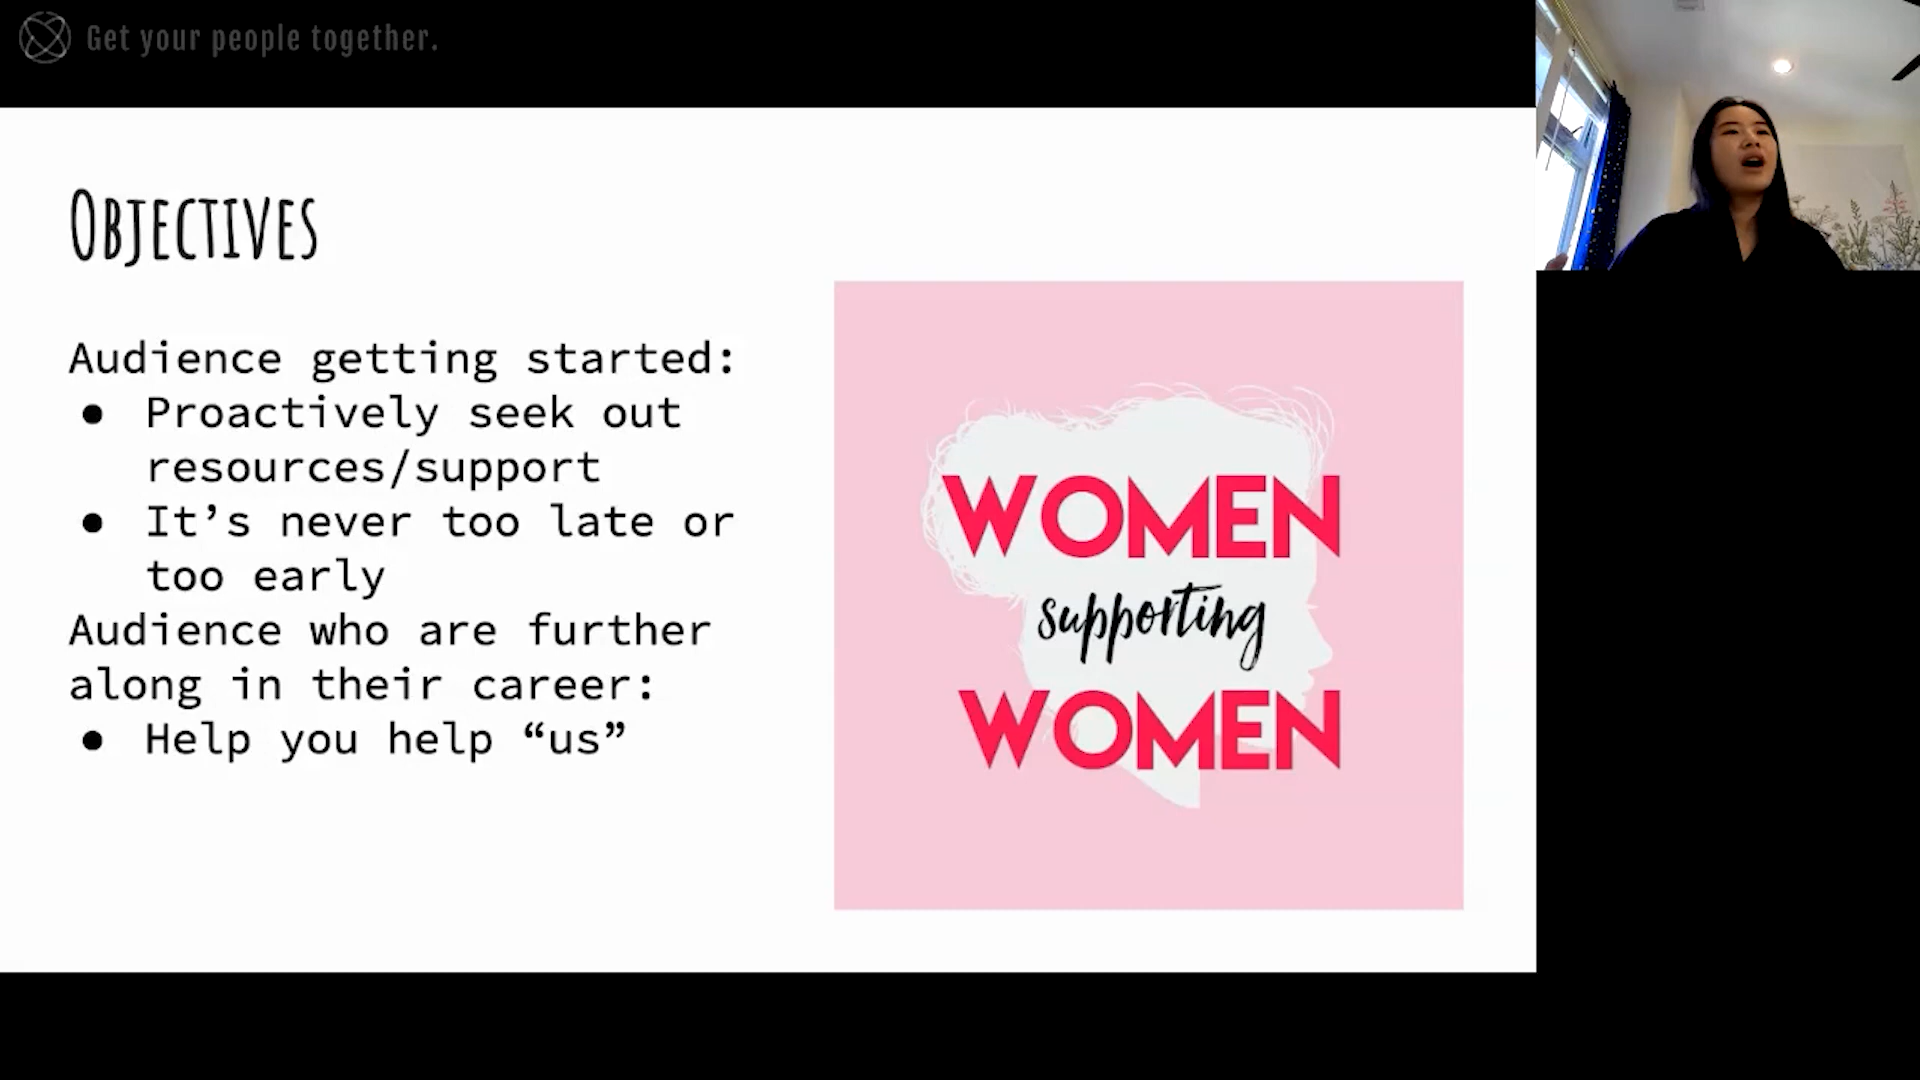 Get your people together.
Objectives
Audience getting started:
● Proactively seek out
resources/support
● It’s never too late or
too early
Audience who are further
along in their career:
● Help you help “us”
WOMEN
supporting
WOMEN